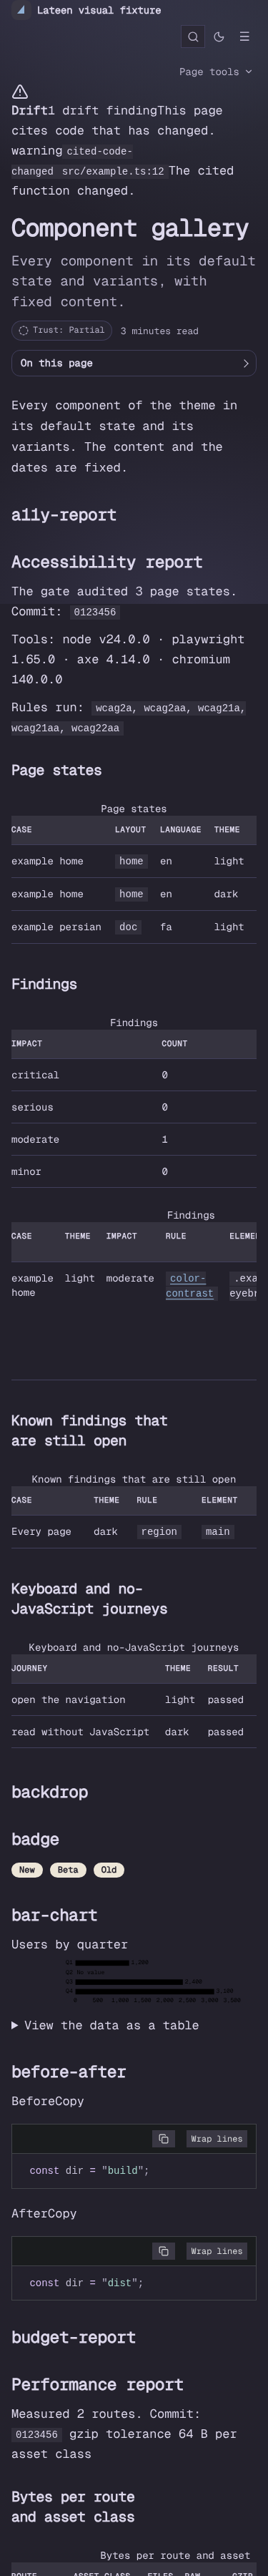 Lateen visual fixture
Page tools
Drift1 drift findingThis page
cites code that has changed.
warning cited-code-
changed src/example.ts:12 The cited
function changed.
Component gallery
Every component in its default
state and variants, with
fixed content.
Trust: Partial 3 minutes read
On this page
Every component of the theme in
its default state and its
variants. The content and the
dates are fixed.
a11y-report
Accessibility report
The gate audited 3 page states.
Commit: 0123456
Tools: node v24.0.0 · playwright
1.65.0 · axe 4.14.0 · chromium
140.0.0
Rules run: wcag2a, wcag2aa, wcag21a,
wcag21aa, wcag22aa
Page states
Page states
CASE LAYOUT LANGUAGE THEME
example home home en light
example home home en dark
example persian doc fa light
Findings
Findings
IMPACT COUNT
critical 0
serious 0
moderate 1
minor 0
Findings
CASE THEME IMPACT RULE
example light moderate color-
home contrast
Known findings that
are still open
Known findings that are still open
CASE THEME RULE ELEMENT
Every page dark region main
Keyboard and no-
JavaScript journeys
Keyboard and no-JavaScript journeys
JOURNEY THEME RESULT
open the navigation light passed
read without JavaScript dark passed
backdrop
badge
New Beta Old
bar-chart
Users by quarter
View the data as a table
before-after
BeforeCopy
Wrap lines
const dir = "build";
AfterCopy
Wrap lines
const dir = "dist";
budget-report
Performance report
Measured 2 routes. Commit:
0123456 gzip tolerance 64 B per
asset class
Bytes per route
and asset class
Bytes per route and asset